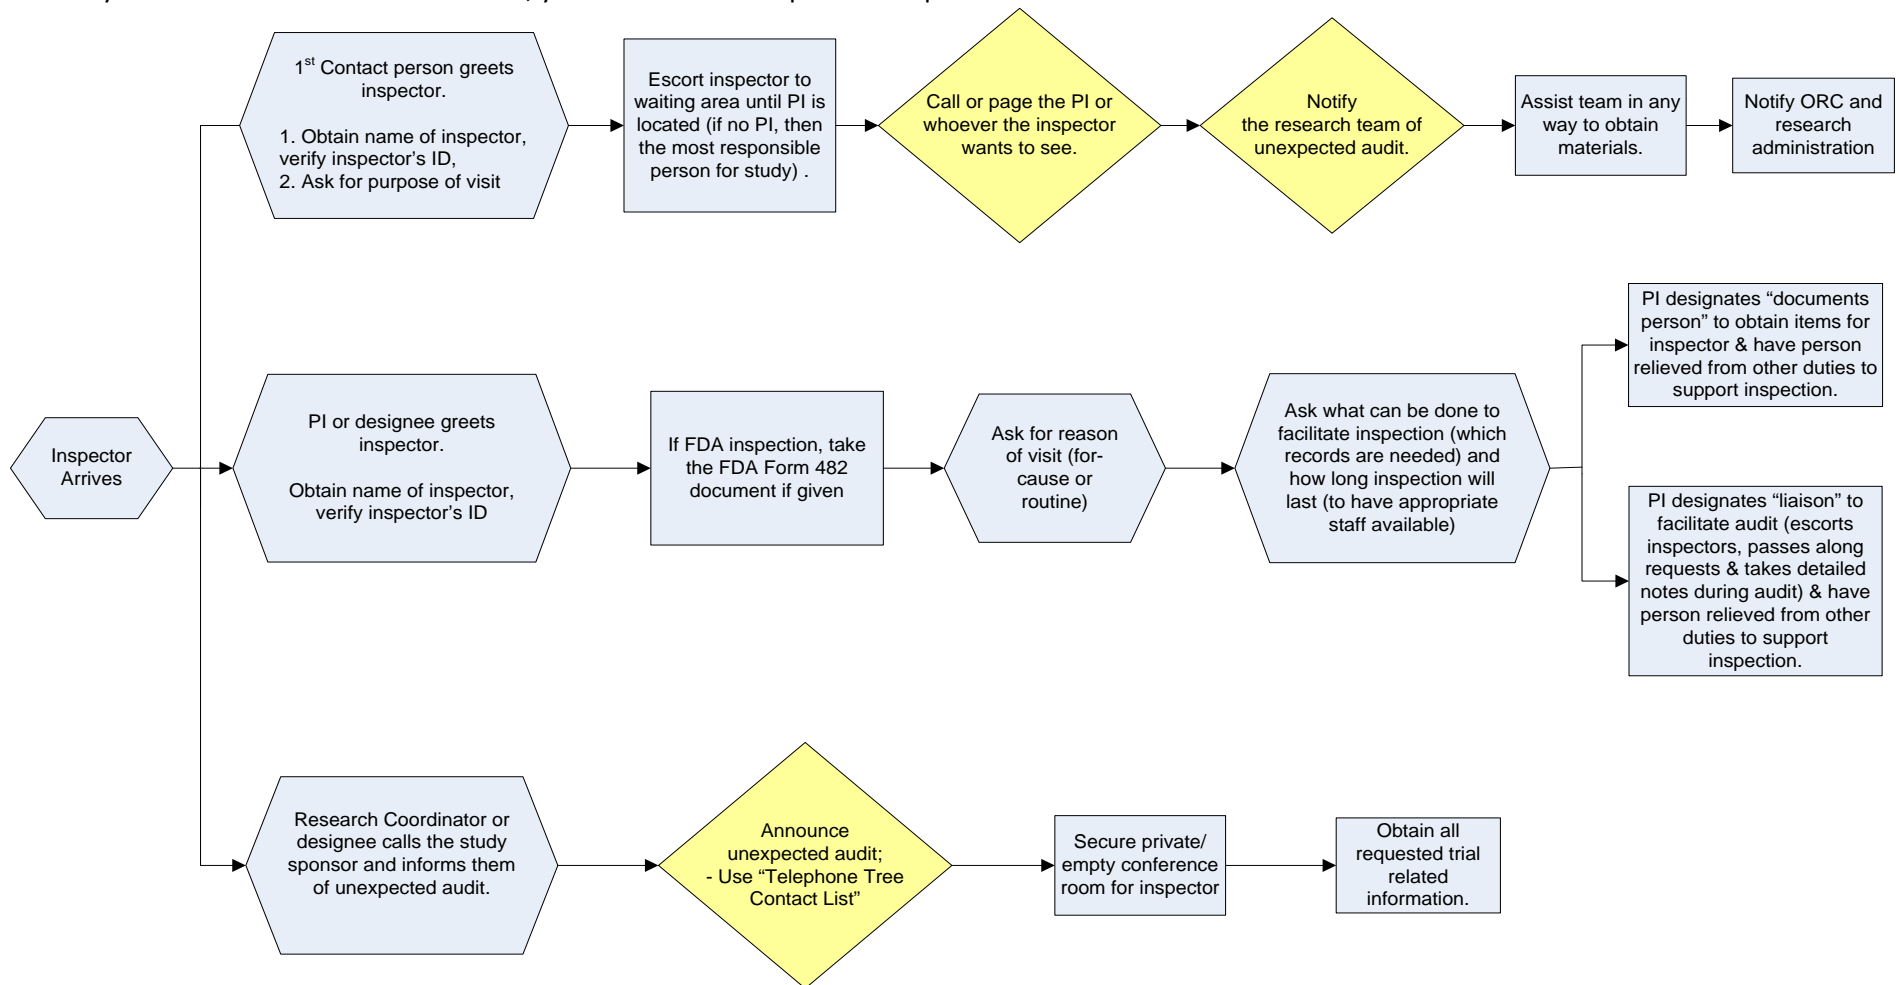 1st Contact person greets
inspector.
1. Obtain name of inspector,
verify inspector's ID,
2. Ask for purpose of visit
Escort inspector to
waiting area until PI is
located (if no PI, then
the most responsible
person for study) .
Call or page the PI or
whoever the inspector
wants to see.
Notify
the research team of
unexpected audit.
Assist team in any
way to obtain
materials.
Notify ORC and
research
administration
Inspector
Arrives
PI or designee greets
inspector.
Obtain name of inspector,
verify inspector's ID
If FDA inspection, take
the FDA Form 482
document if given
Ask for reason
of visit (for-
cause or
routine)
Ask what can be done to
facilitate inspection (which
records are needed) and
how long inspection will
last (to have appropriate
staff available)
PI designates “documents
person” to obtain items for
inspector & have person
relieved from other duties to
support inspection.
PI designates “liaison” to
facilitate audit (escorts
inspectors, passes along
requests & takes detailed
notes during audit) & have
person relieved from other
duties to support
inspection.
Research Coordinator or
designee calls the study
sponsor and informs them
of unexpected audit.
Announce
unexpected audit;
- Use “Telephone Tree
Contact List”
Secure private/
empty conference
room for inspector
Obtain all
requested trial
related
information.